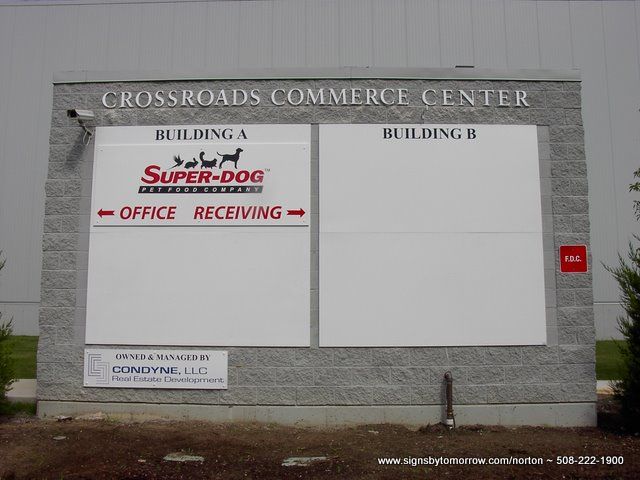 CROSSROADS COMMERCE CENTER
BUILDING A
SUPER-DOG™
PET FOOD COMPANY
OFFICE RECEIVING
BUILDING B
F.D.C.
OWNED & MANAGED BY
CONDYNE, LLC
Real Estate Development
www.signsbytomorrow.com/norton ~ 508-222-1900